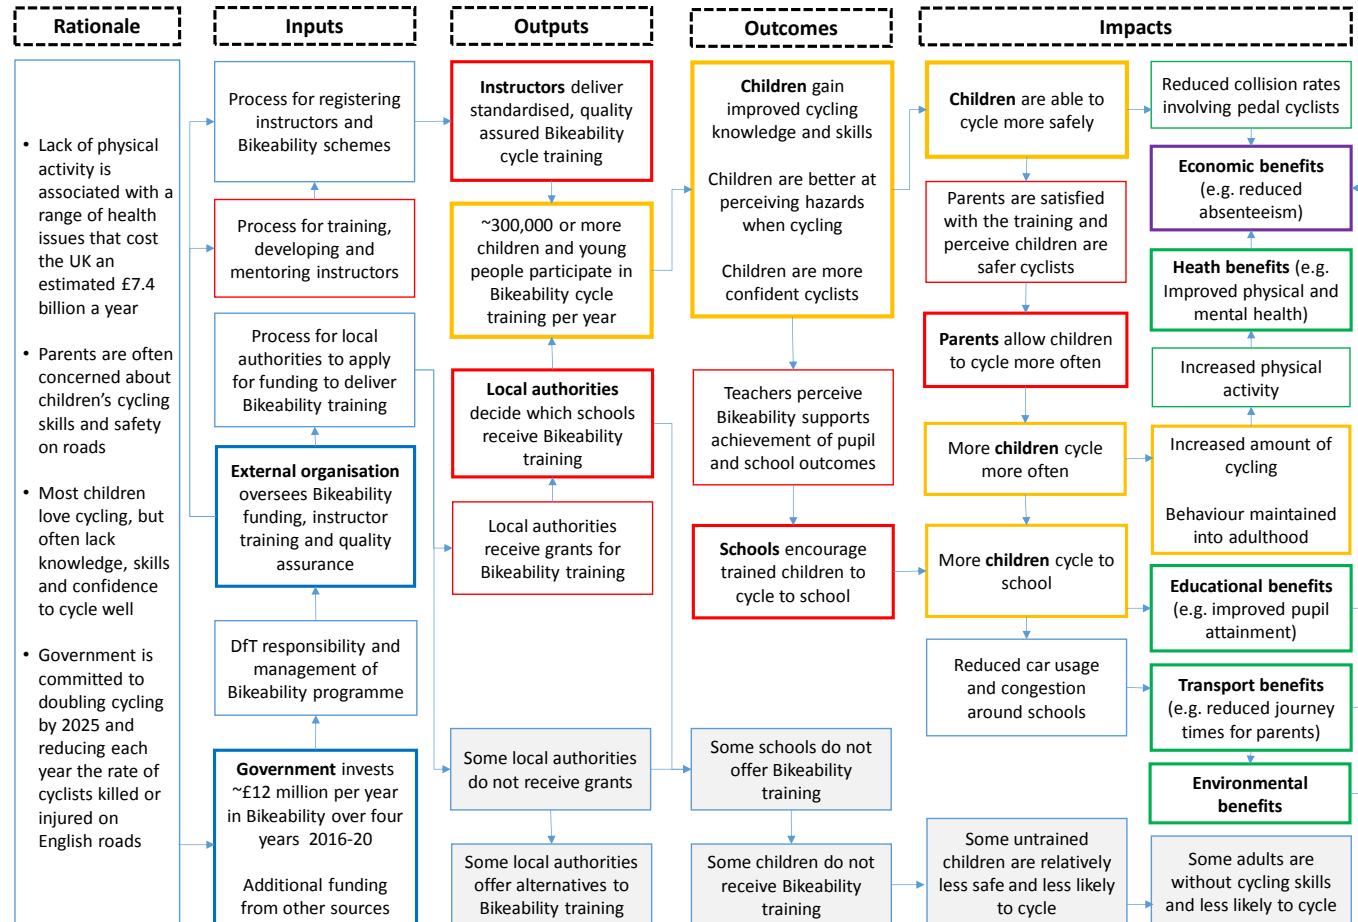 Rationale
Inputs
Outputs
Outcomes
Impacts
• Lack of physical
activity is
associated with a
range of health
issues that cost
the UK an
estimated £7.4
billion a year
• Parents are often
concerned about
children’s cycling
skills and safety
on roads
• Most children
love cycling, but
often lack
knowledge, skills
and confidence
to cycle well
• Government is
committed to
doubling cycling
by 2025 and
reducing each
year the rate of
cyclists killed or
injured on
English roads
Process for registering
instructors and
Bikeability schemes
Process for training,
developing and
mentoring instructors
Process for local
authorities to apply
for funding to deliver
Bikeability training
External organisation
oversees Bikeability
funding, instructor
training and quality
assurance
DfT responsibility and
management of
Bikeability programme
Government invests
~£12 million per year
in Bikeability over four
years 2016-20
Additional funding
from other sources
Instructors deliver
standardised, quality
assured Bikeability
cycle training
~300,000 or more
children and young
people participate in
Bikeability cycle
training per year
Local authorities
decide which schools
receive Bikeability
training
Local authorities
receive grants for
Bikeability training
Some local authorities
do not receive grants
Some local authorities
offer alternatives to
Bikeability training
Children gain
improved cycling
knowledge and skills
Children are better at
perceiving hazards
when cycling
Children are more
confident cyclists
Teachers perceive
Bikeability supports
achievement of pupil
and school outcomes
Schools encourage
trained children to
cycle to school
Some schools do not
offer Bikeability
training
Some children do not
receive Bikeability
training
Children are able to
cycle more safely
Parents are satisfied
with the training and
perceive children are
safer cyclists
Parents allow children
to cycle more often
More children cycle
more often
More children cycle to
school
Reduced car usage
and congestion
around schools
Some untrained
children are relatively
less safe and less likely
to cycle
Reduced collision rates
involving pedal cyclists
Economic benefits
(e.g. reduced
absenteeism)
Heath benefits (e.g.
Improved physical and
mental health)
Increased physical
activity
Increased amount of
cycling
Behaviour maintained
into adulthood
Educational benefits
(e.g. improved pupil
attainment)
Transport benefits
(e.g. reduced journey
times for parents)
Environmental
benefits
Some adults are
without cycling skills
and less likely to cycle